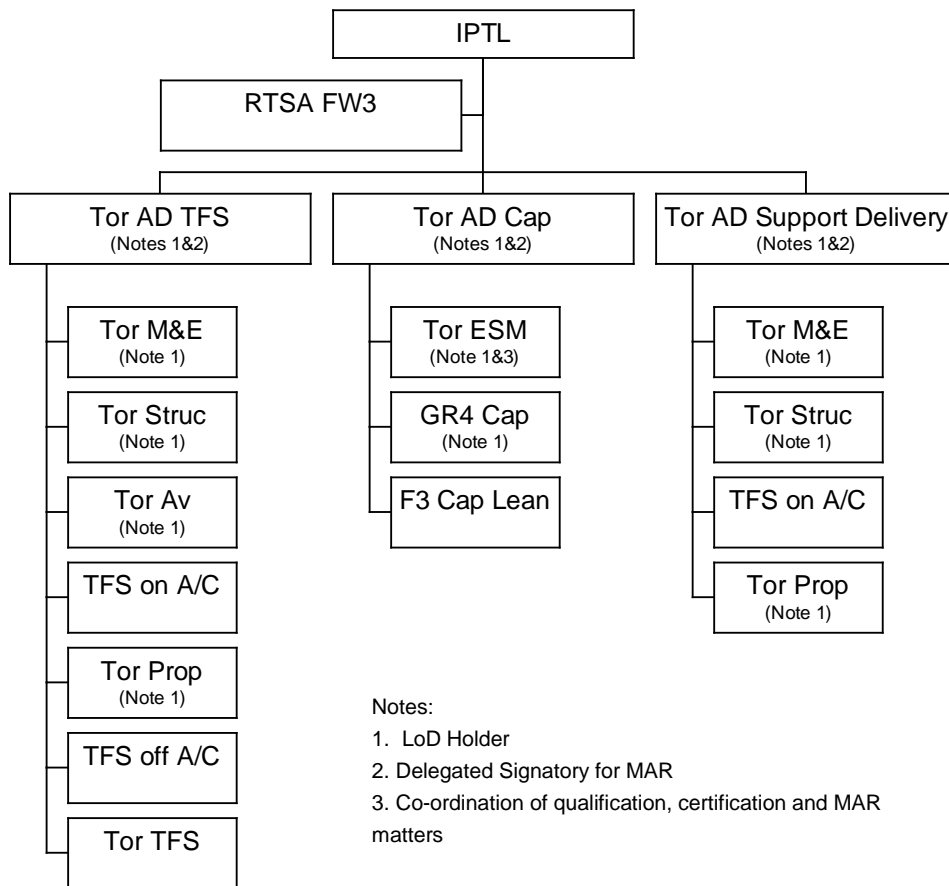 IPTL
RTSA FW3
Tor AD TFS
(Notes 1&2)
Tor M&E
(Note 1)
Tor Struc
(Note 1)
Tor Av
(Note 1)
TFS on A/C
Tor Prop
(Note 1)
TFS off A/C
Tor TFS
Tor AD Cap
(Notes 1&2)
Tor ESM
(Note 1&3)
GR4 Cap
(Note 1)
F3 Cap Lean
Tor AD Support Delivery
(Notes 1&2)
Tor M&E
(Note 1)
Tor Struc
(Note 1)
TFS on A/C
Tor Prop
(Note 1)
Notes:
1. LoD Holder
2. Delegated Signatory for MAR
3. Co-ordination of qualification, certification and MAR
matters